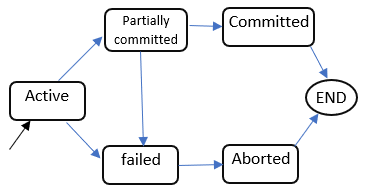 Partially
committed
Committed
Active
END
failed
Aborted